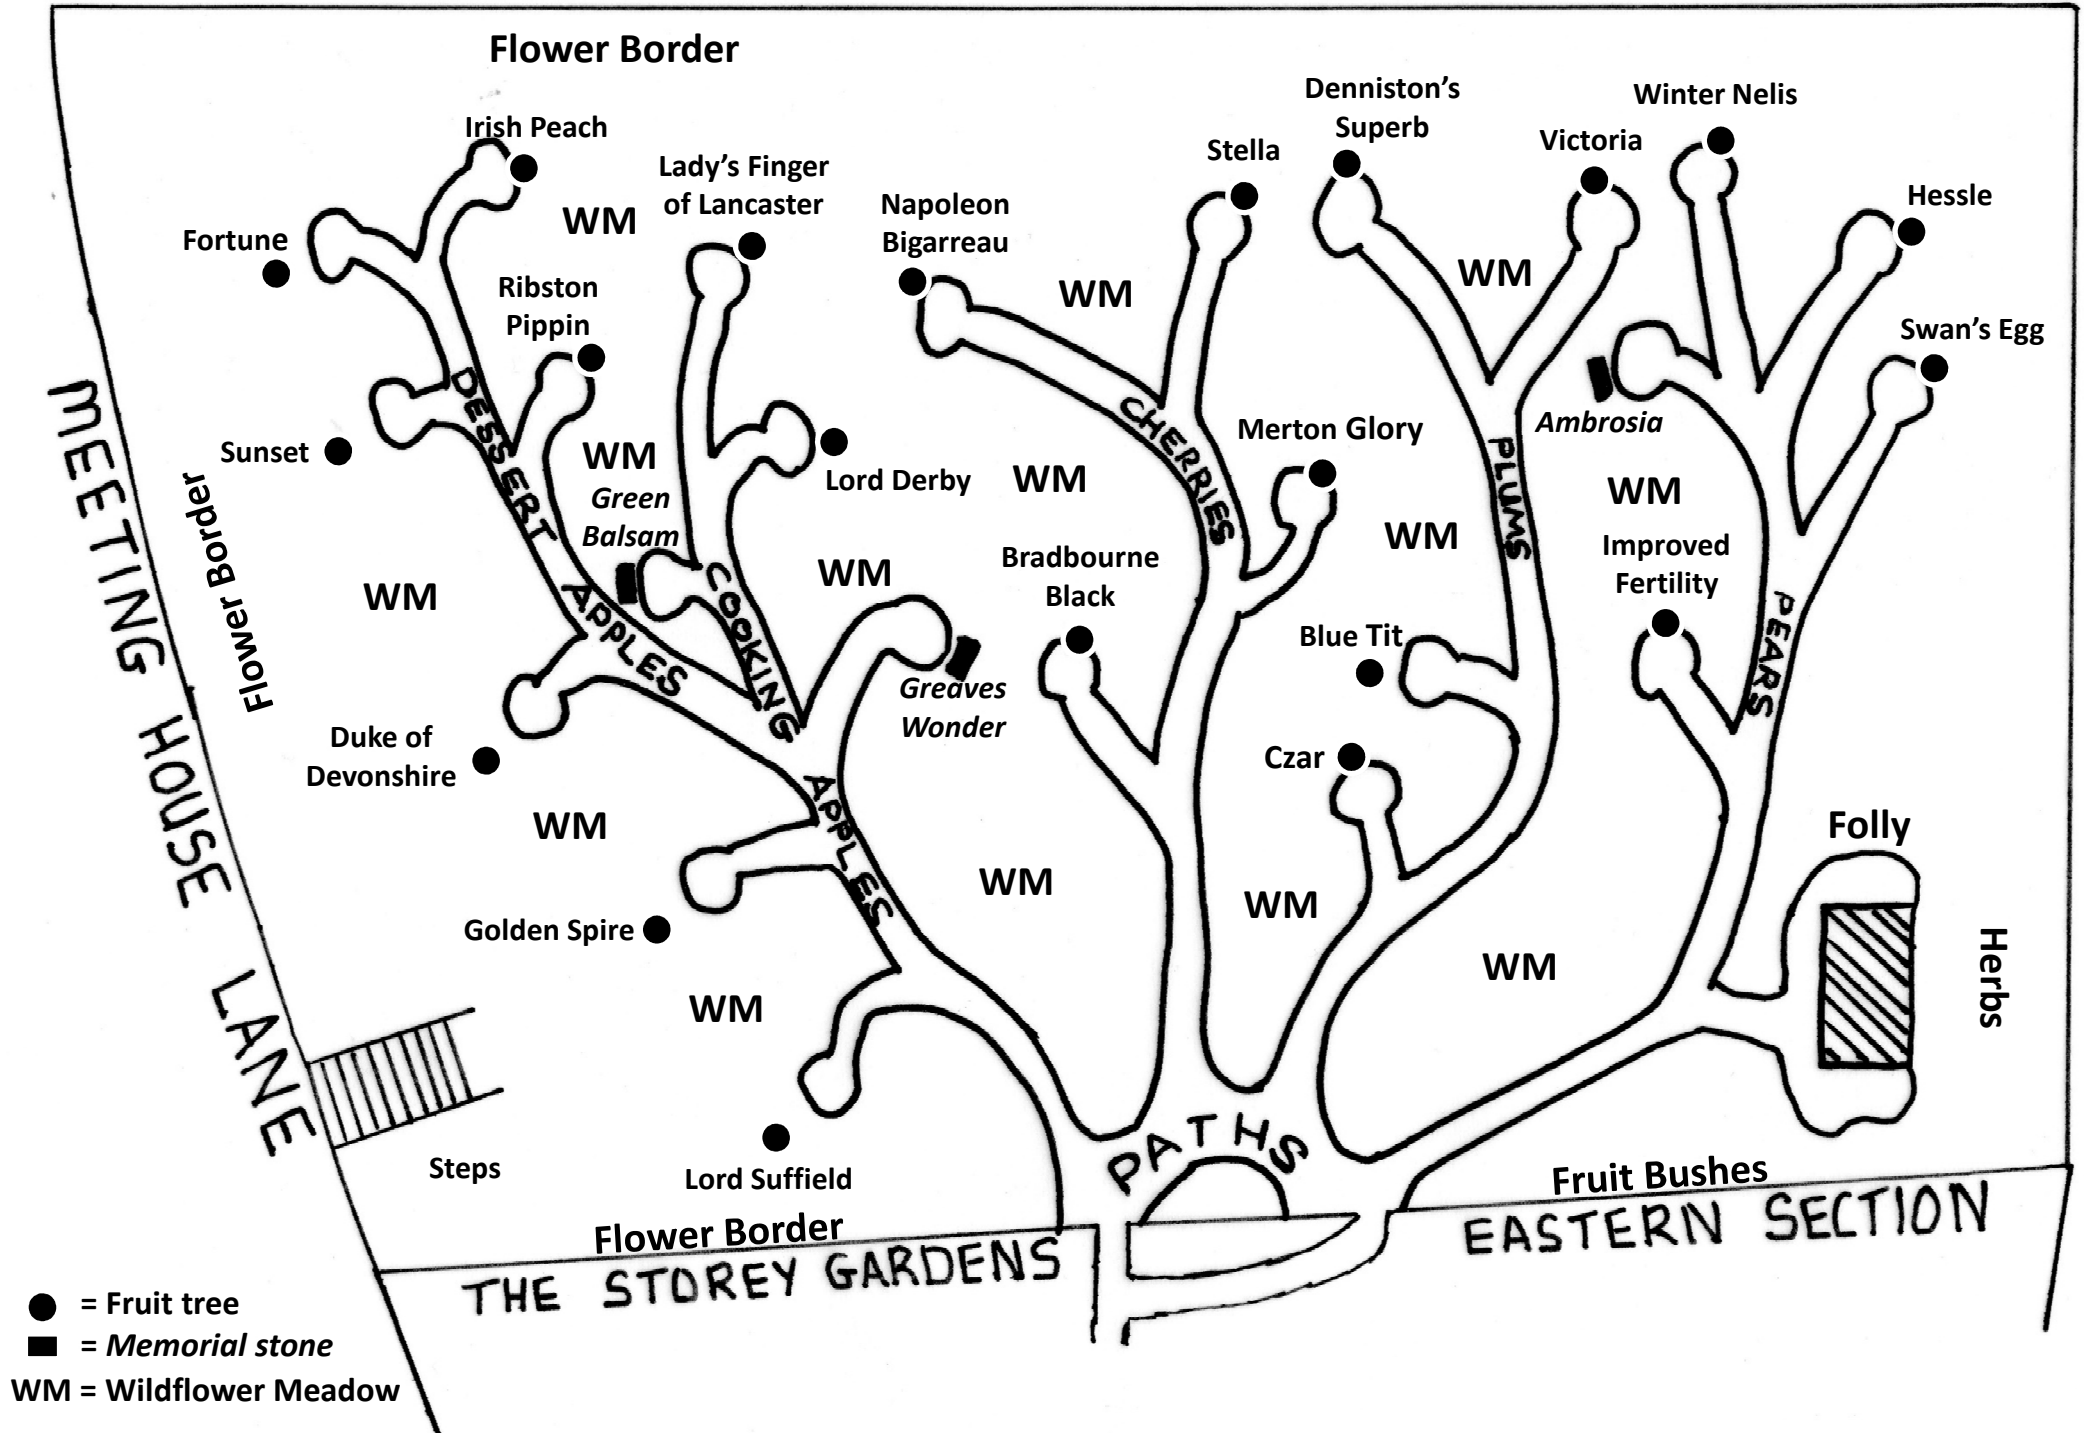 Flower Border
Denniston's
Superb
Winter Nelis
Irish Peach
Victoria
Stella
Lady's Finger
of Lancaster
Hessle
Napoleon
Bigarreau
WM
Fortune
WM
WM
Ribston
Pippin
Swan's Egg
Ambrosia
CHERRIES
Merton Glory
DESSERT
APPLES
Sunset
WM
Green
Balsam
Lord Derby
WM
PLUMS
WM
WM
MEETING HOUSE LANE
Flower Border
WM
WM
COOKING
APPLES
Bradbourne
Black
Improved
Fertility
PEARS
Blue Tit
Greaves
Wonder
Duke of
Devonshire
Czar
WM
Folly
WM
WM
Golden Spire
WM
WM
Herbs
PATHS
Steps
Lord Suffield
Fruit Bushes
Flower Border
THE STOREY GARDENS
EASTERN SECTION
= Fruit tree
= Memorial stone
WM = Wildflower Meadow